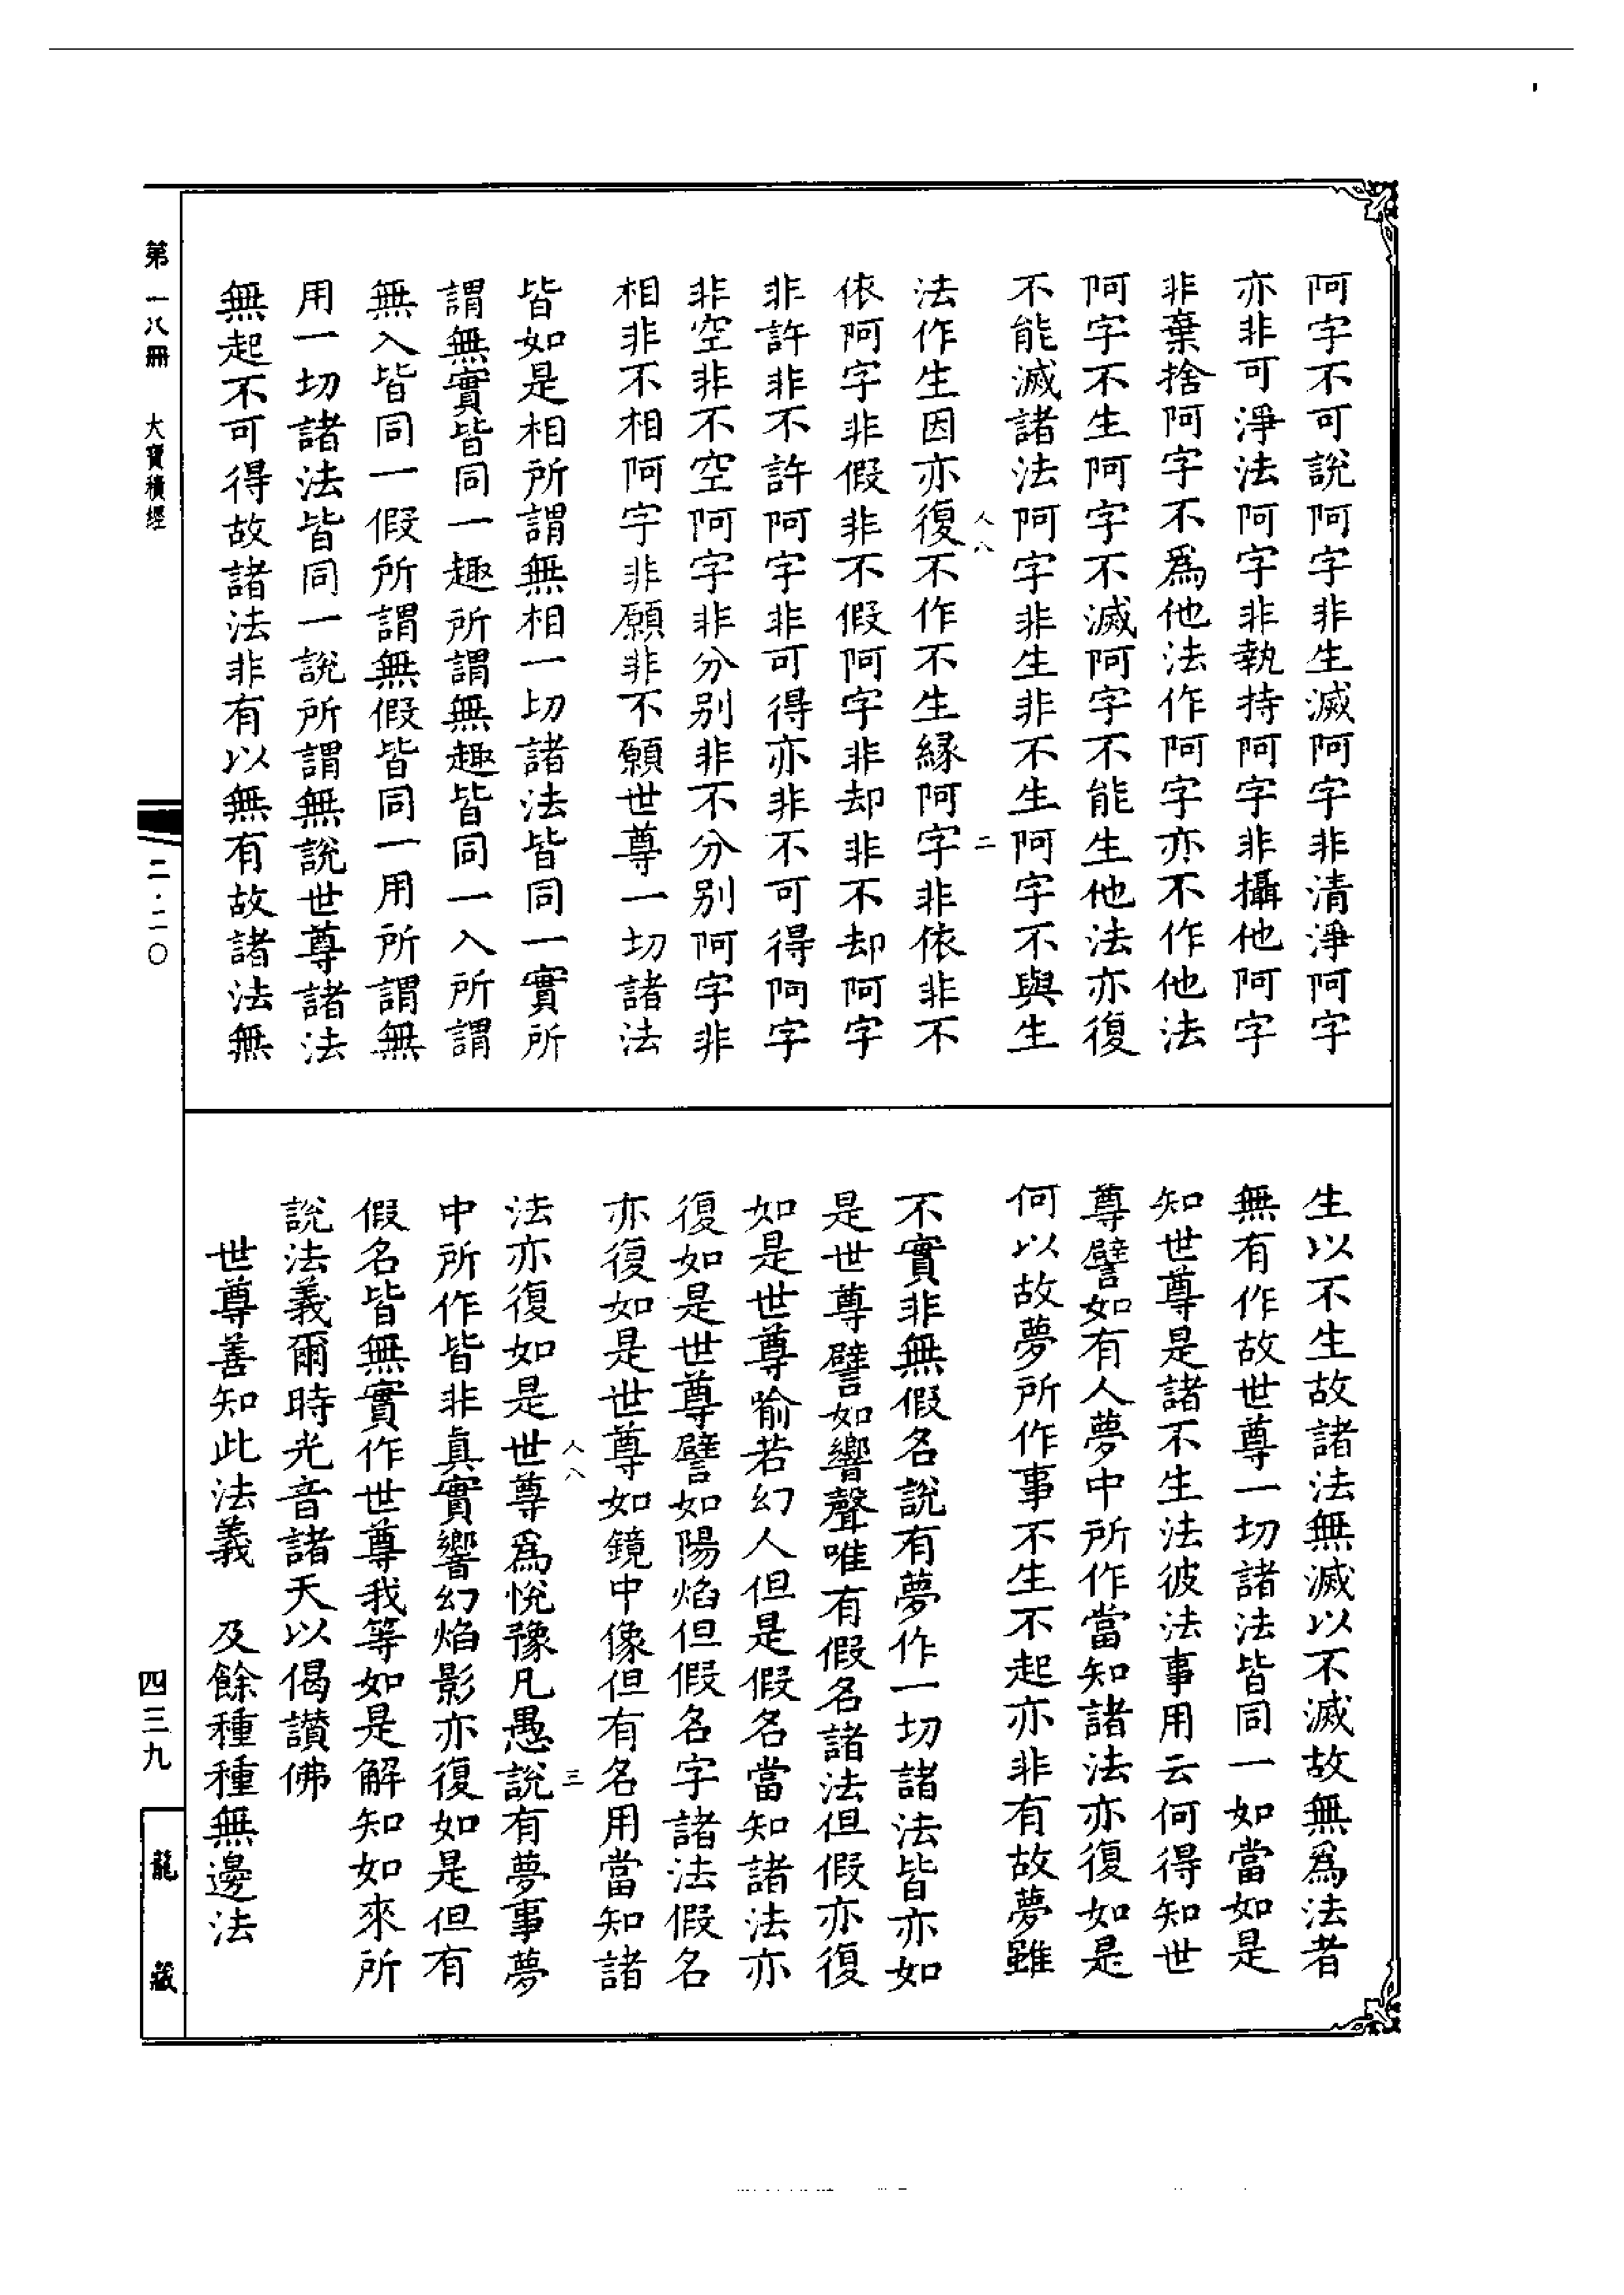 阿字不可說阿字非生滅阿字非清淨阿字
亦非可淨法阿字非執持阿字非攝他阿字
非棄捨阿字不爲他法作阿字亦不作他法
阿字不生阿字不滅阿字不能生他法亦復
不能滅諸法阿字非生非不生阿字不與生
法作生因亦復不作不生緣阿字非依非不
人八
二
依阿字非假非不假阿字非却非不却阿字
非許非不許阿字非可得亦非不可得阿字
非空非不空阿字非分別非不分別阿字非
相非不相阿字非願非不願世尊一切諸法
皆如是相所謂無相一切諸法皆同一實所
謂無實皆同一趣所謂無趣皆同一入所謂
無入皆同一假所謂無假皆同一用所謂無
用一切諸法皆同一說所謂無說世尊諸法
無起不可得故諸法非有以無有故諸法無
生以不生故諸法無滅以不滅故無爲法者
無有作故世尊一切諸法皆同一如當如是
知世尊是諸不生法彼法事用云何得知世
尊譬如有人夢中所作當知諸法亦復如是
何以故夢所作事不生不起亦非有故夢雖
不實非無假名說有夢作一切諸法皆亦如
是世尊譬如響聲唯有假名諸法但假亦復
如是世尊喻若幻人但是假名當知諸法亦
復如是世尊譬如陽焰但假名字諸法假名
亦復如是世尊如鏡中像但有名用當知諸
法亦復如是世尊爲悅豫凡愚說有夢事夢
人八
三
中所作皆非眞實響幻焰影亦復如是但有
假名皆無實作世尊我等如是解知如來所
說法義爾時光音諸天以偈讃佛
世尊善知此法義　及餘種種無邊法
第一八冊　大寶積經
二·二〇
四三九
龍藏